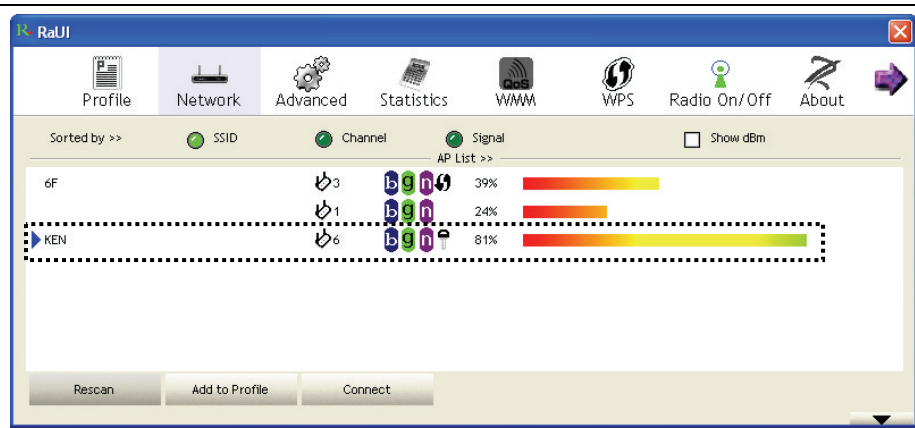 RaUI
Profile Network Advanced Statistics QoS WMM WPS Radio On/Off About
Sorted by >> SSID Channel Signal Show dBm
AP List >>
6F 3 b g n 39%
1 b g n 24%
KEN 6 b g n 81%
Rescan Add to Profile Connect